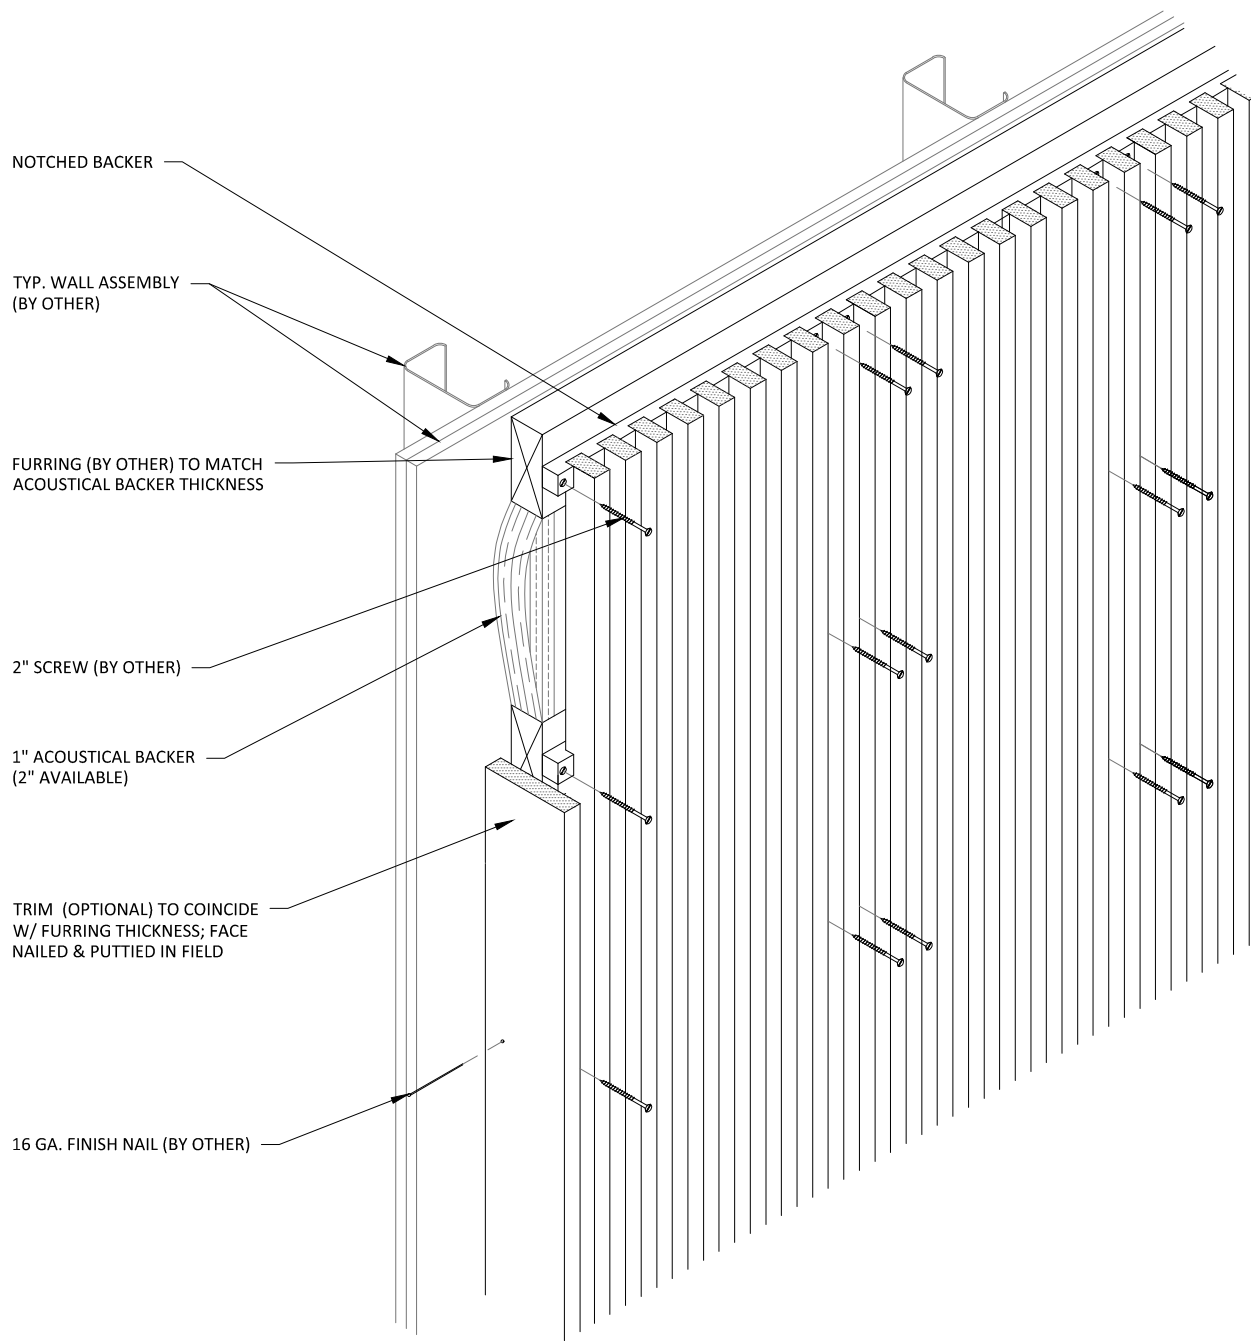 NOTCHED BACKER
TYP. WALL ASSEMBLY
(BY OTHER)
FURRING (BY OTHER) TO MATCH
ACOUSTICAL BACKER THICKNESS
2" SCREW (BY OTHER)
1" ACOUSTICAL BACKER
(2" AVAILABLE)
TRIM (OPTIONAL) TO COINCIDE
W/ FURRING THICKNESS; FACE
NAILED & PUTTIED IN FIELD
16 GA. FINISH NAIL (BY OTHER)